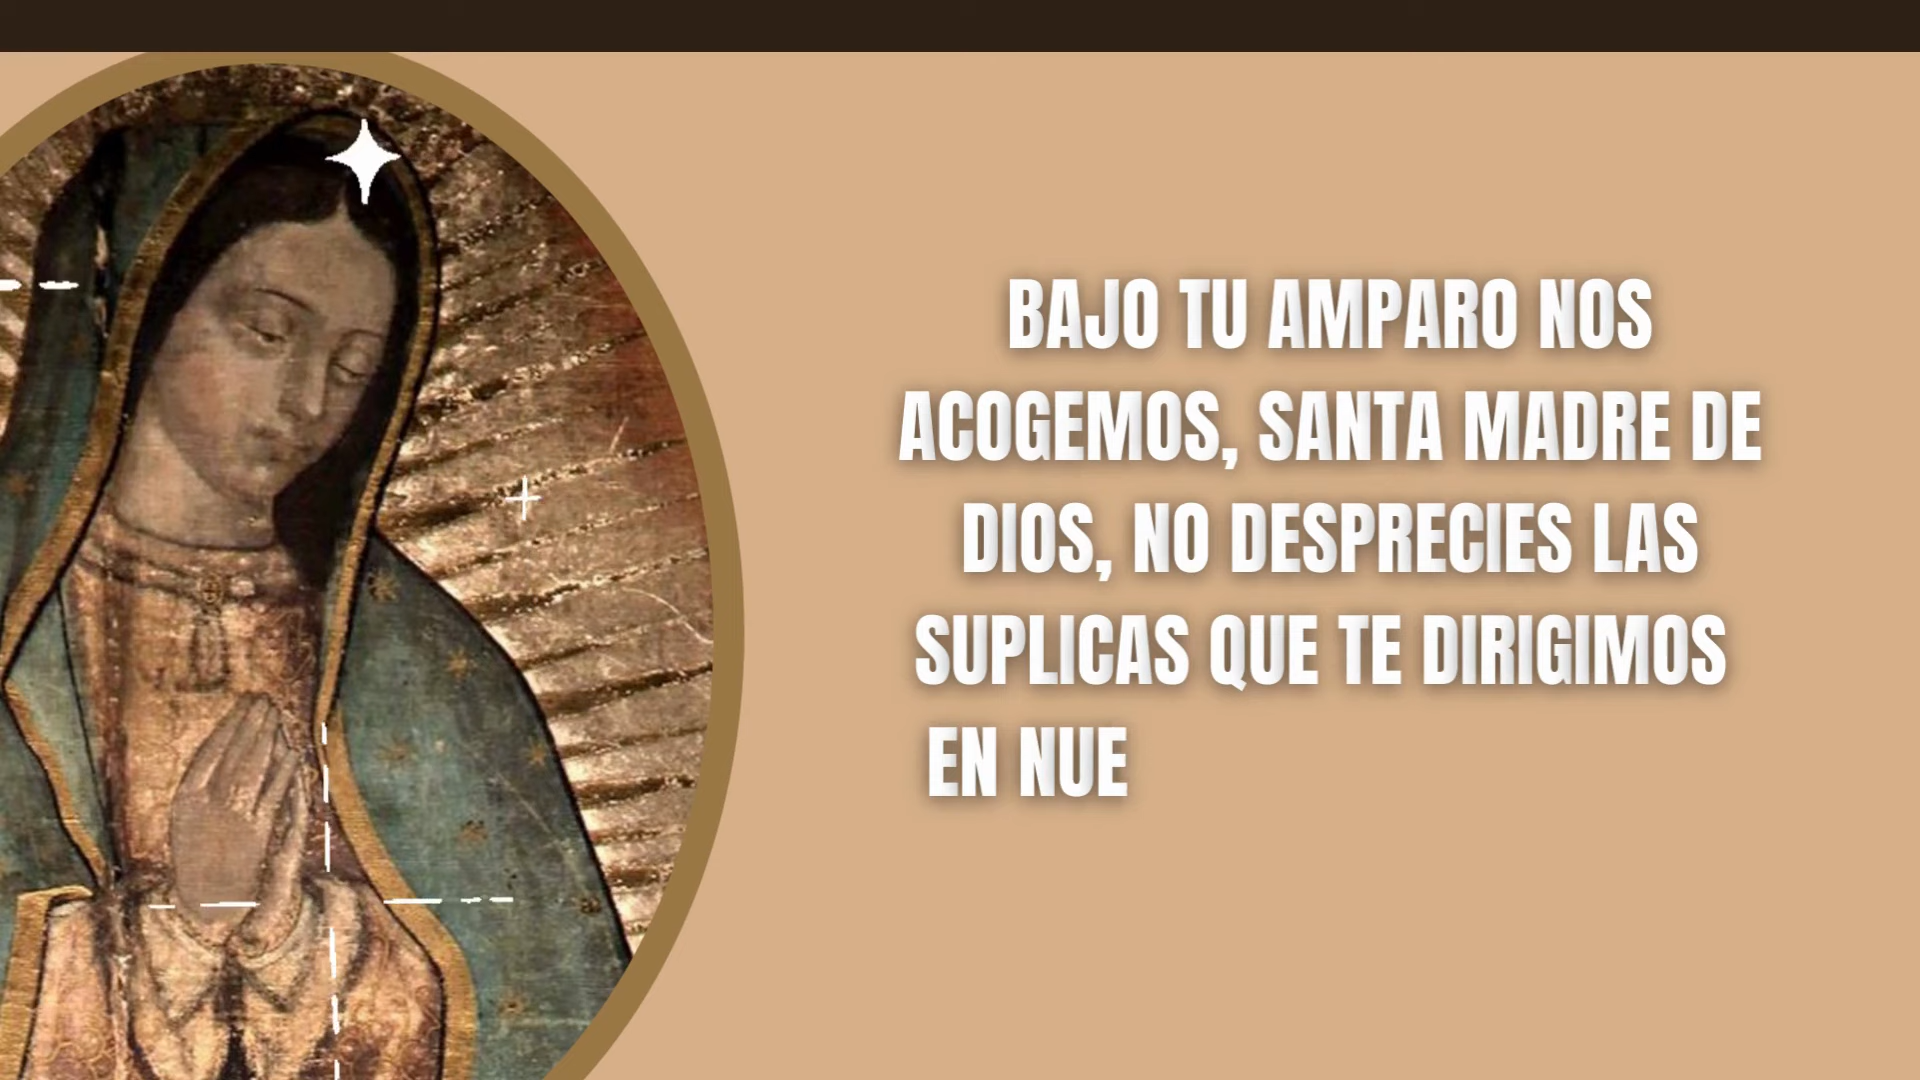 BAJO TU AMPARO NOS
ACOGEMOS, SANTA MADRE DE
DIOS, NO DESPRECIES LAS
SUPLICAS QUE TE DIRIGIMOS
EN NUE